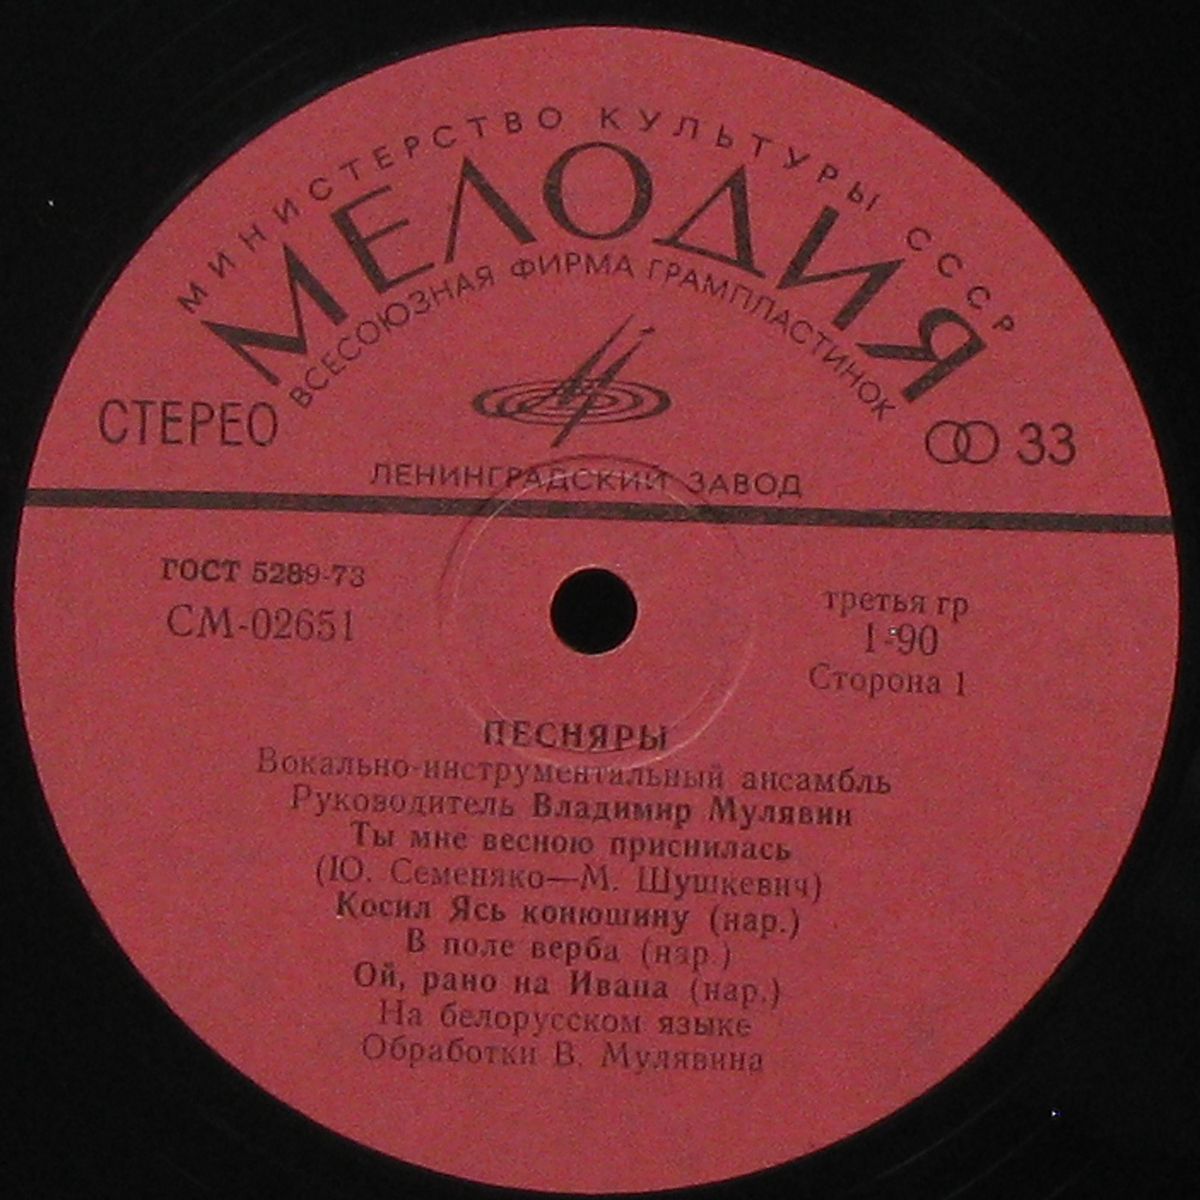 МИНИСТЕРСТВО КУЛЬТУРЫ СССР
МЕЛОДИЯ
ВСЕСОЮЗНАЯ ФИРМА ГРАМПЛАСТИНОК
СТЕРЕО
33
ЛЕНИНГРАДСКИЙ ЗАВОД
ГОСТ 5289-73
СМ-02651
третья гр
1-90
Сторона 1
ПЕСНЯРЫ
Вокально-инструментальный ансамбль
Руководитель Владимир Мулявин
Ты мне весною приснилась
(Ю. Семеняко—М. Шушкевич)
Косил Ясь конюшину (нар.)
В поле верба (нар.)
Ой, рано на Ивана (нар.)
На белорусском языке
Обработки В. Мулявина